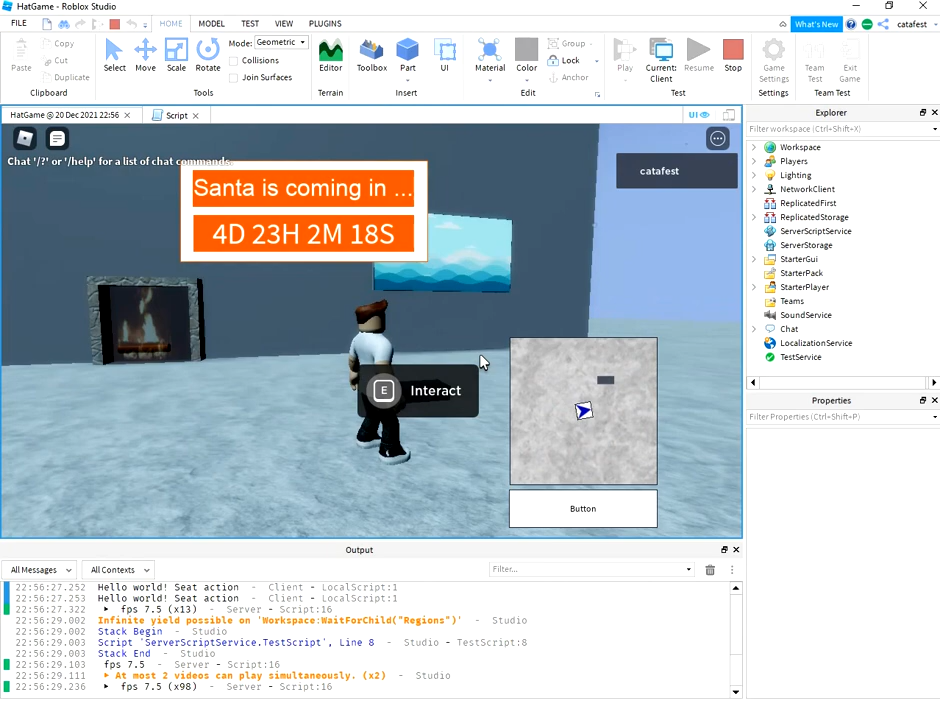 HatGame - Roblox Studio
FILE HOME MODEL TEST VIEW PLUGINS What's New catafest
Paste Copy Cut Duplicate Clipboard
Select Move Scale Rotate Mode: Geometric Collisions Join Surfaces Tools
Editor Terrain
Toolbox Part UI Insert
Material Color Group Lock Anchor Edit
Play Current: Client Resume Stop Test
Game Settings Settings
Team Test Exit Game Team Test
HatGame @ 20 Dec 2021 22:56 Script UI
Chat '/?' or '/help' for a list of chat commands.
catafest
Santa is coming in ...
4D 23H 2M 18S
E Interact
Button
Explorer
Filter workspace (Ctrl+Shift+X)
Workspace
Players
Lighting
NetworkClient
ReplicatedFirst
ReplicatedStorage
ServerScriptService
ServerStorage
StarterGui
StarterPack
StarterPlayer
Teams
SoundService
Chat
LocalizationService
TestService
Properties
Filter Properties (Ctrl+Shift+P)
Output
All Messages All Contexts Filter...
22:56:27.252 Hello world! Seat action - Client - LocalScript:1
22:56:27.253 Hello world! Seat action - Client - LocalScript:1
22:56:27.322 fps 7.5 (x13) - Server - Script:16
22:56:29.002 Infinite yield possible on 'Workspace:WaitForChild("Regions")' - Studio
22:56:29.002 Stack Begin - Studio
22:56:29.003 Script 'ServerScriptService.TestScript', Line 8 - Studio - TestScript:8
22:56:29.003 Stack End - Studio
22:56:29.103 fps 7.5 - Server - Script:16
22:56:29.111 At most 2 videos can play simultaneously. (x2) - Studio
22:56:29.236 fps 7.5 (x98) - Server - Script:16